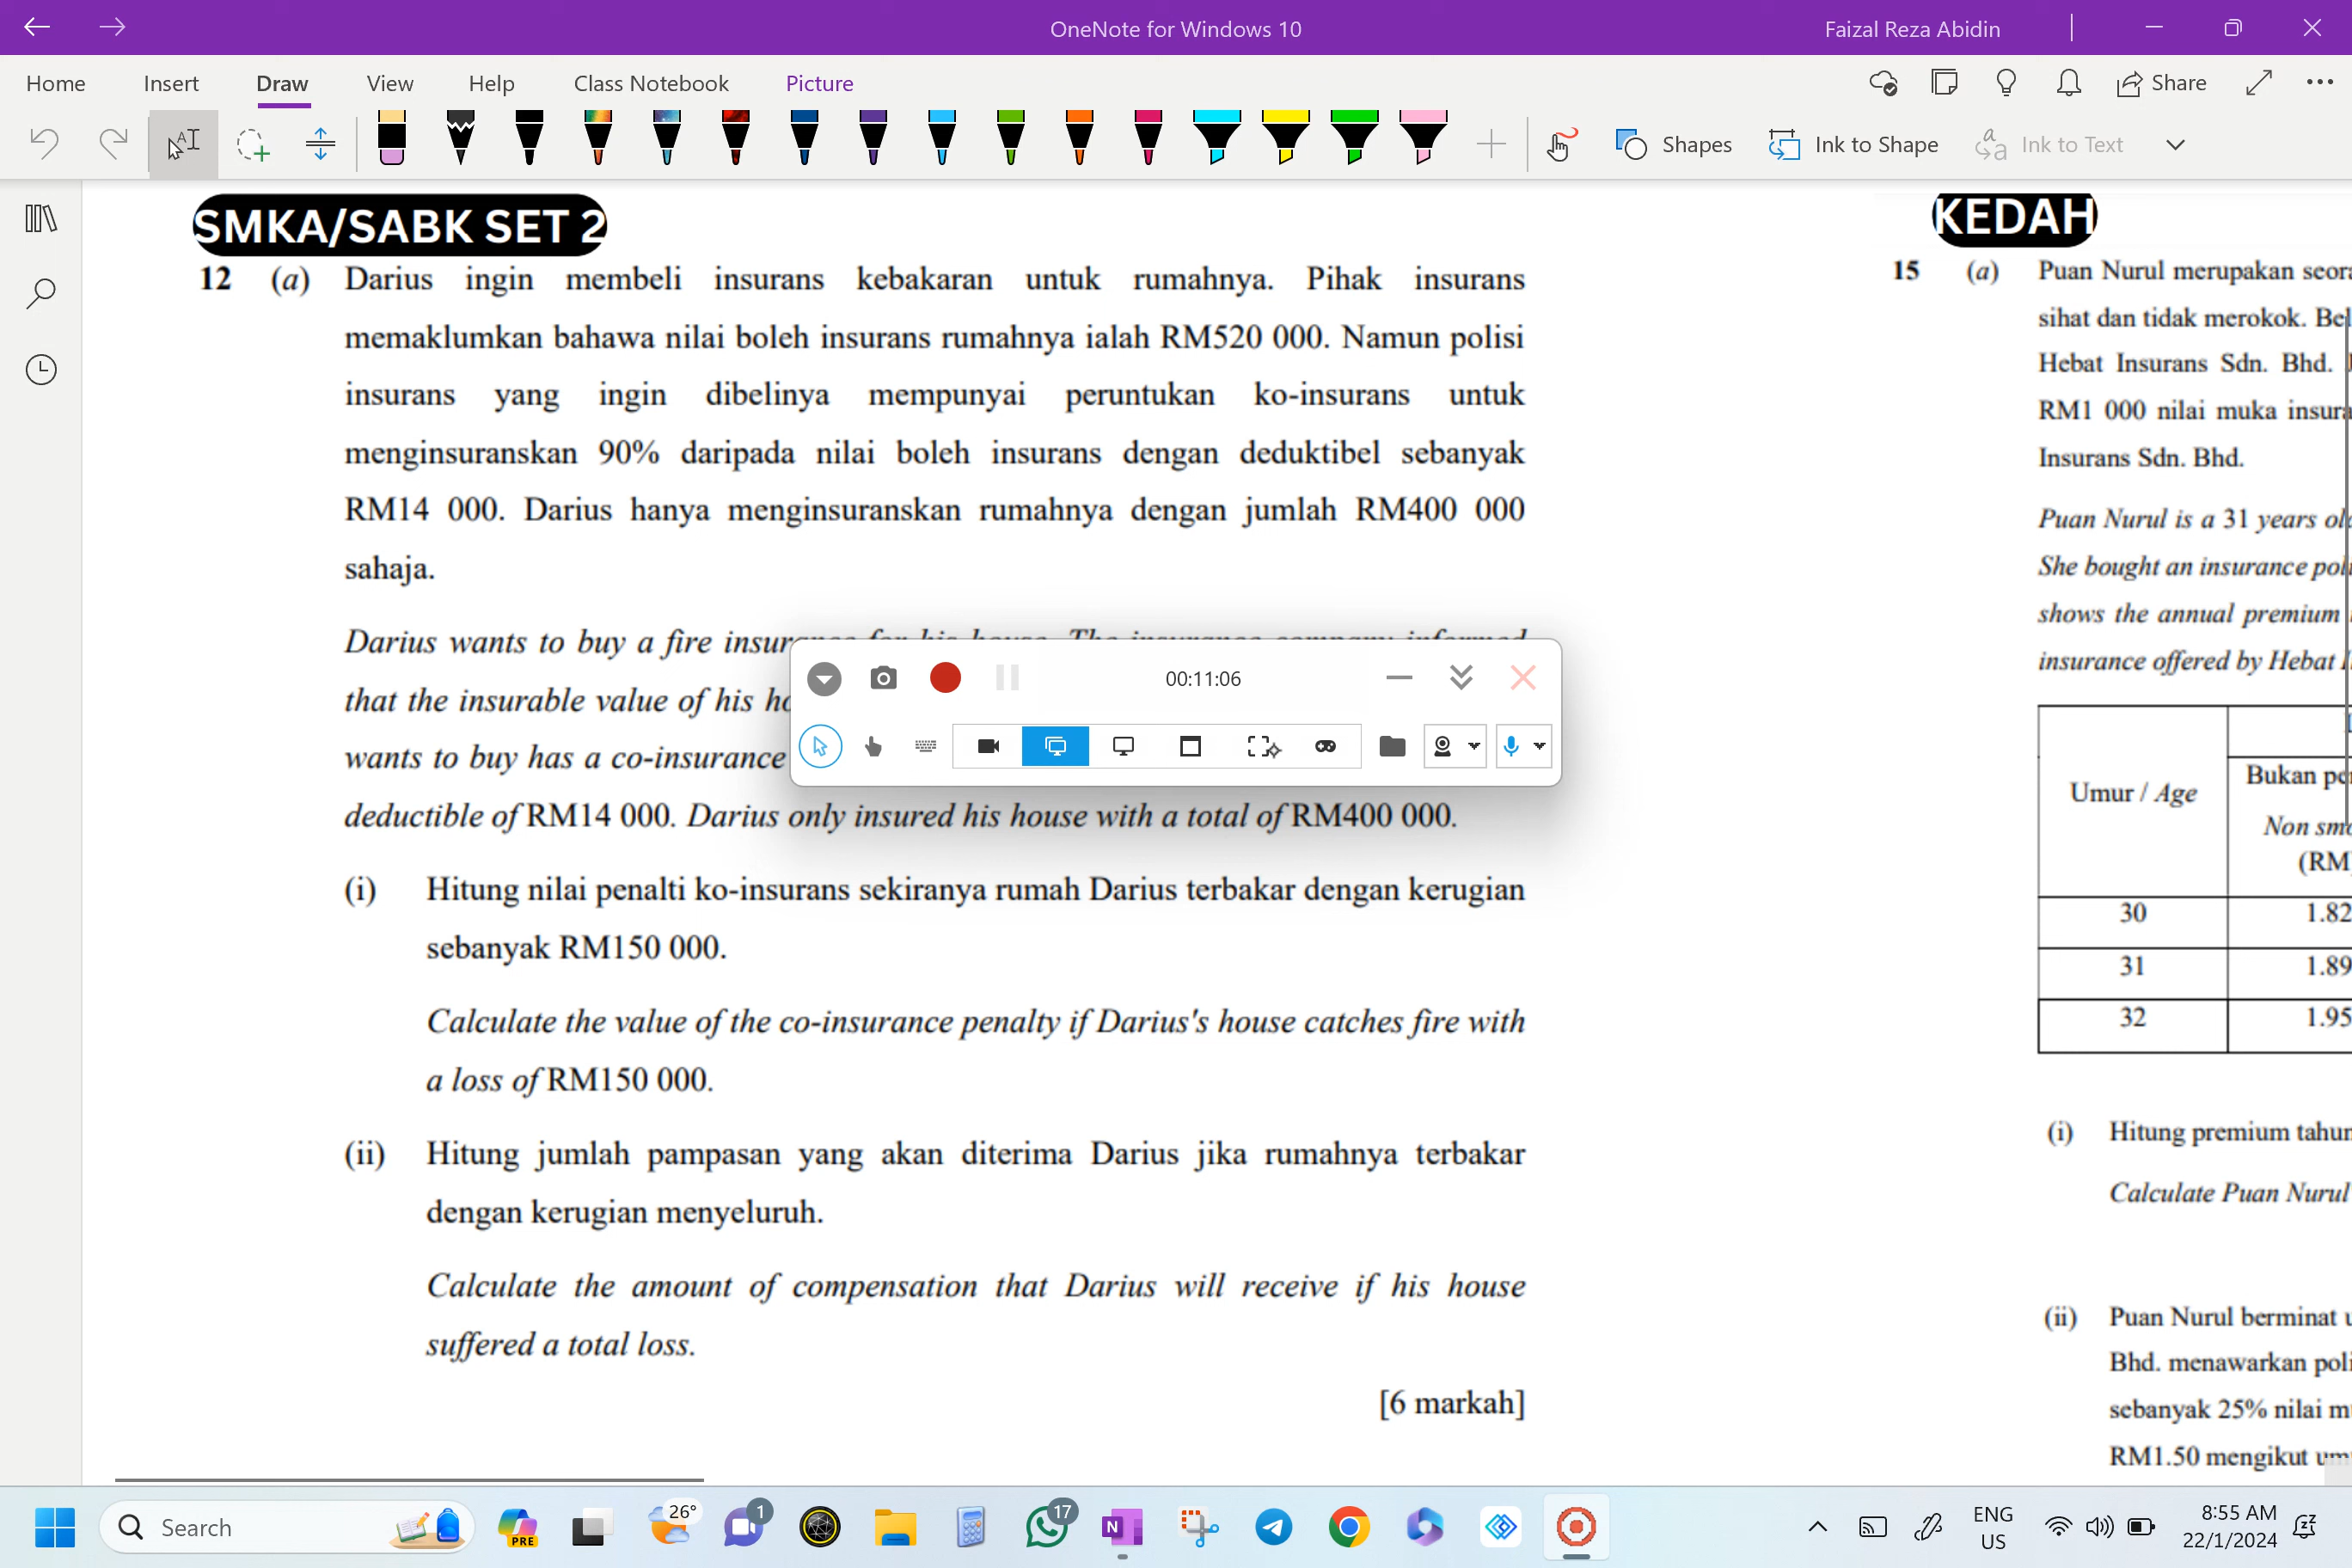 OneNote for Windows 10
Faizal Reza Abidin
Home Insert Draw View Help Class Notebook Picture
Share
Shapes Ink to Shape Ink to Text
SMKA/SABK SET 2
12 (a) Darius ingin membeli insurans kebakaran untuk rumahnya. Pihak insurans
memaklumkan bahawa nilai boleh insurans rumahnya ialah RM520 000. Namun polisi
insurans yang ingin dibelinya mempunyai peruntukan ko-insurans untuk
menginsuranskan 90% daripada nilai boleh insurans dengan deduktibel sebanyak
RM14 000. Darius hanya menginsuranskan rumahnya dengan jumlah RM400 000
sahaja.
Darius wants to buy a fire
that the insurable value of his
wants to buy has a co-insurance
deductible of RM14 000. Darius only insured his house with a total of RM400 000.
00:11:06
(i) Hitung nilai penalti ko-insurans sekiranya rumah Darius terbakar dengan kerugian
sebanyak RM150 000.
Calculate the value of the co-insurance penalty if Darius's house catches fire with
a loss of RM150 000.
(ii) Hitung jumlah pampasan yang akan diterima Darius jika rumahnya terbakar
dengan kerugian menyeluruh.
Calculate the amount of compensation that Darius will receive if his house
suffered a total loss.
[6 markah]
KEDAH
15 (a) Puan Nurul merupakan
sihat dan tidak merokok.
Hebat Insurans Sdn. Bhd.
RM1 000 nilai muka
Insurans Sdn. Bhd.
Puan Nurul is a 31 years
She bought an insurance
shows the annual premium
insurance offered by Hebat
Umur / Age
Bukan
Non
(RM
30 1.82
31 1.89
32 1.95
(i) Hitung premium
Calculate Puan Nurul
(ii) Puan Nurul berminat
Bhd. menawarkan
sebanyak 25% nilai
RM1.50 mengikut
Search
PRE
26°
1
17
ENG
US
8:55 AM
22/1/2024